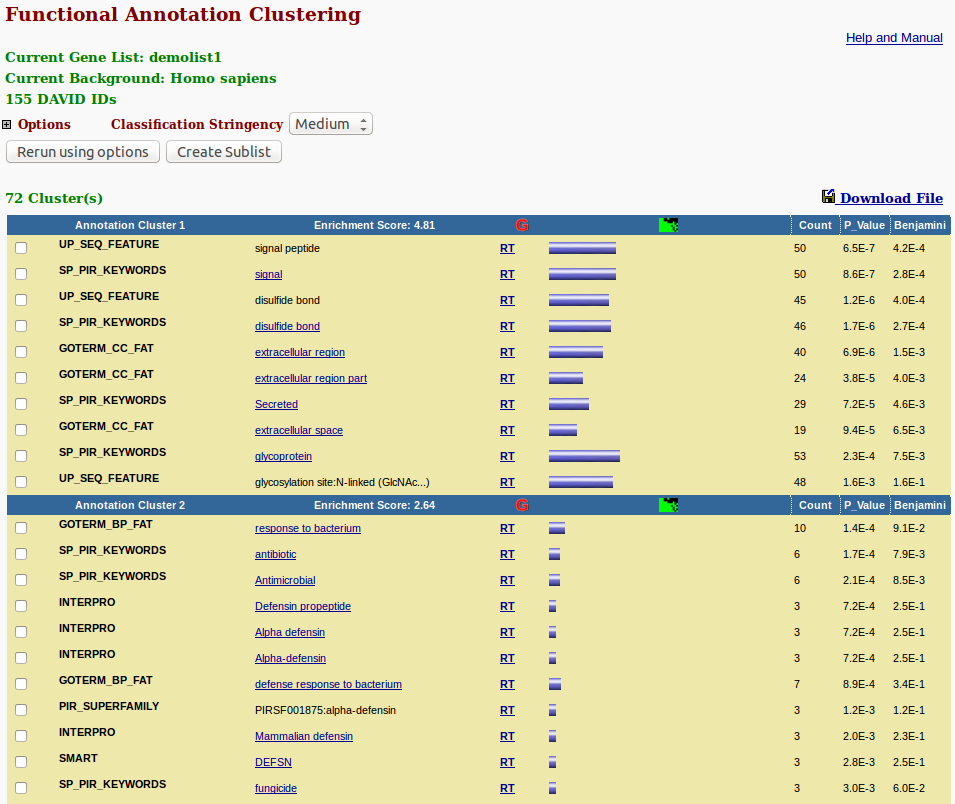 Functional Annotation Clustering
Help and Manual
Current Gene List: demolist1
Current Background: Homo sapiens
155 DAVID IDs
Options Classification Stringency Medium
Rerun using options Create Sublist
72 Cluster(s) Download File
Annotation Cluster 1 Enrichment Score: 4.81 G Count P_Value Benjamini
UP_SEQ_FEATURE signal peptide RT 50 6.5E-7 4.2E-4
SP_PIR_KEYWORDS signal RT 50 8.6E-7 2.8E-4
UP_SEQ_FEATURE disulfide bond RT 45 1.2E-6 4.0E-4
SP_PIR_KEYWORDS disulfide bond RT 46 1.7E-6 2.7E-4
GOTERM_CC_FAT extracellular region RT 40 6.9E-6 1.5E-3
GOTERM_CC_FAT extracellular region part RT 24 3.8E-5 4.0E-3
SP_PIR_KEYWORDS Secreted RT 29 7.2E-5 4.6E-3
GOTERM_CC_FAT extracellular space RT 19 9.4E-5 6.5E-3
SP_PIR_KEYWORDS glycoprotein RT 53 2.3E-4 7.5E-3
UP_SEQ_FEATURE glycosylation site:N-linked (GlcNAc...) RT 48 1.6E-3 1.6E-1
Annotation Cluster 2 Enrichment Score: 2.64 G Count P_Value Benjamini
GOTERM_BP_FAT response to bacterium RT 10 1.4E-4 9.1E-2
SP_PIR_KEYWORDS antibiotic RT 6 1.7E-4 7.9E-3
SP_PIR_KEYWORDS Antimicrobial RT 6 2.1E-4 8.5E-3
INTERPRO Defensin propeptide RT 3 7.2E-4 2.5E-1
INTERPRO Alpha defensin RT 3 7.2E-4 2.5E-1
INTERPRO Alpha-defensin RT 3 7.2E-4 2.5E-1
GOTERM_BP_FAT defense response to bacterium RT 7 8.9E-4 3.4E-1
PIR_SUPERFAMILY PIRSF001875:alpha-defensin RT 3 1.2E-3 1.2E-1
INTERPRO Mammalian defensin RT 3 2.0E-3 2.3E-1
SMART DEFSN RT 3 2.8E-3 2.5E-1
SP_PIR_KEYWORDS fungicide RT 3 3.0E-3 6.0E-2